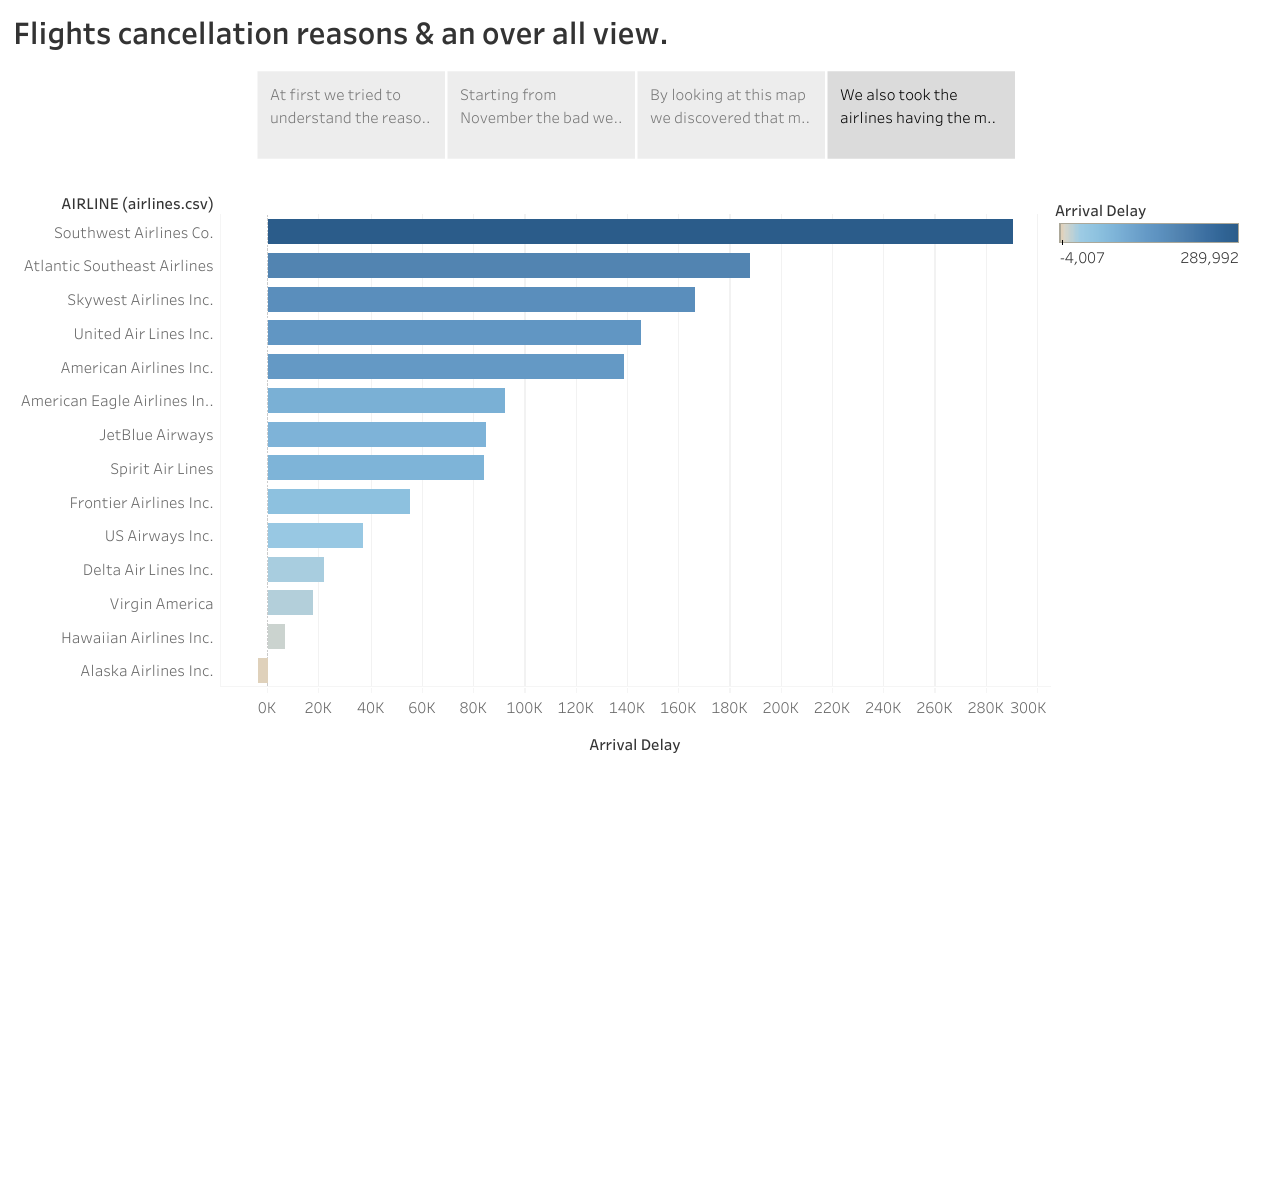 Flights cancellation reasons & an over all view.
At first we tried to
understand the reaso..
Starting from
November the bad we..
By looking at this map
we discovered that m..
We also took the
airlines having the m..
AIRLINE (airlines.csv)
Southwest Airlines Co.
Atlantic Southeast Airlines
Skywest Airlines Inc.
United Air Lines Inc.
American Airlines Inc.
American Eagle Airlines In..
JetBlue Airways
Spirit Air Lines
Frontier Airlines Inc.
US Airways Inc.
Delta Air Lines Inc.
Virgin America
Hawaiian Airlines Inc.
Alaska Airlines Inc.
0K 20K 40K 60K 80K 100K 120K 140K 160K 180K 200K 220K 240K 260K 280K 300K
Arrival Delay
Arrival Delay
-4,007 289,992